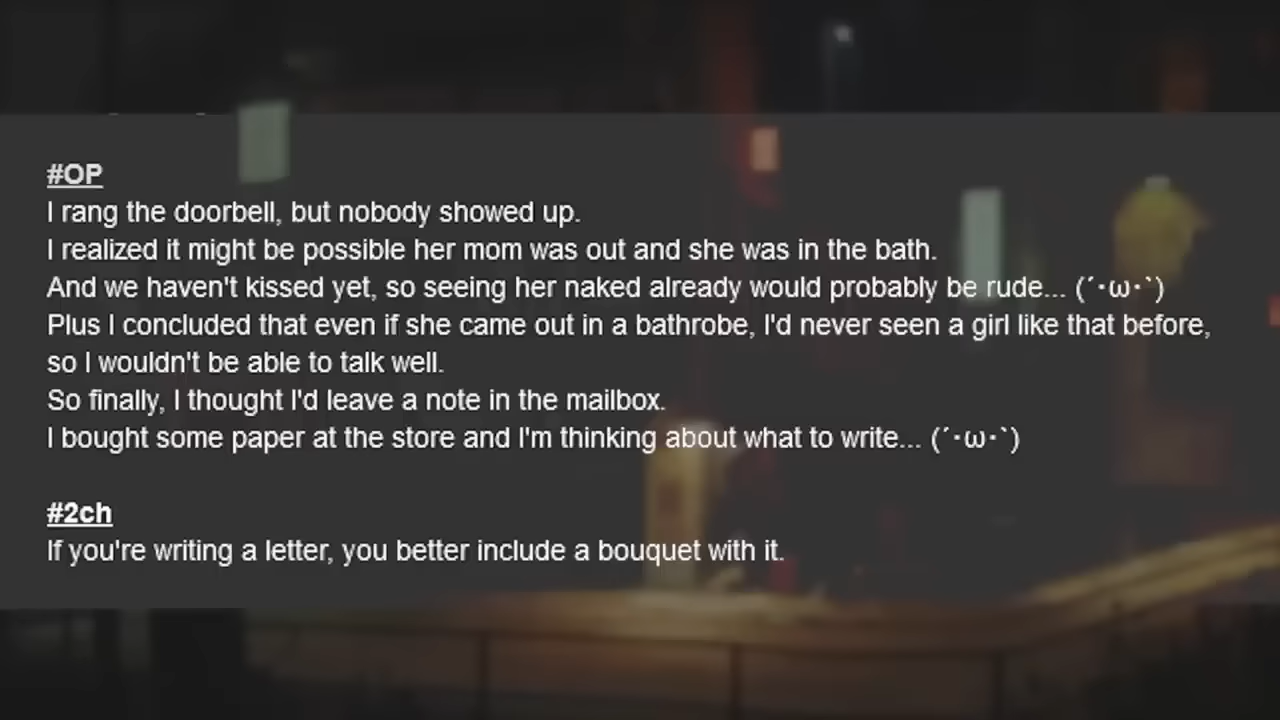 #OP
I rang the doorbell, but nobody showed up.
I realized it might be possible her mom was out and she was in the bath.
And we haven't kissed yet, so seeing her naked already would probably be rude... (´･ω･`)
Plus I concluded that even if she came out in a bathrobe, I'd never seen a girl like that before,
so I wouldn't be able to talk well.
So finally, I thought I'd leave a note in the mailbox.
I bought some paper at the store and I'm thinking about what to write... (´･ω･`)
#2ch
If you're writing a letter, you better include a bouquet with it.